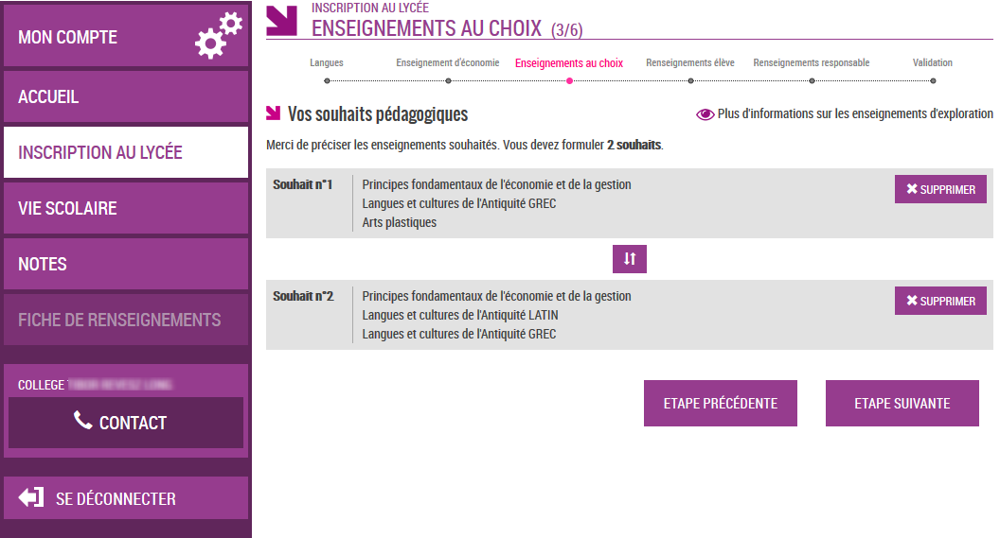 MON COMPTE
ACCUEIL
INSCRIPTION AU LYCÉE
VIE SCOLAIRE
NOTES
FICHE DE RENSEIGNEMENTS
COLLEGE
CONTACT
SE DÉCONNECTER
INSCRIPTION AU LYCÉE
ENSEIGNEMENTS AU CHOIX (3/6)
Langues Enseignement d'économie Enseignements au choix Renseignements élève Renseignements responsable Validation
Vos souhaits pédagogiques
Plus d'informations sur les enseignements d'exploration
Merci de préciser les enseignements souhaités. Vous devez formuler 2 souhaits.
Souhait n°1 Principes fondamentaux de l'économie et de la gestion
Langues et cultures de l'Antiquité GREC
Arts plastiques
SUPPRIMER
Souhait n°2 Principes fondamentaux de l'économie et de la gestion
Langues et cultures de l'Antiquité LATIN
Langues et cultures de l'Antiquité GREC
SUPPRIMER
ETAPE PRÉCÉDENTE ETAPE SUIVANTE